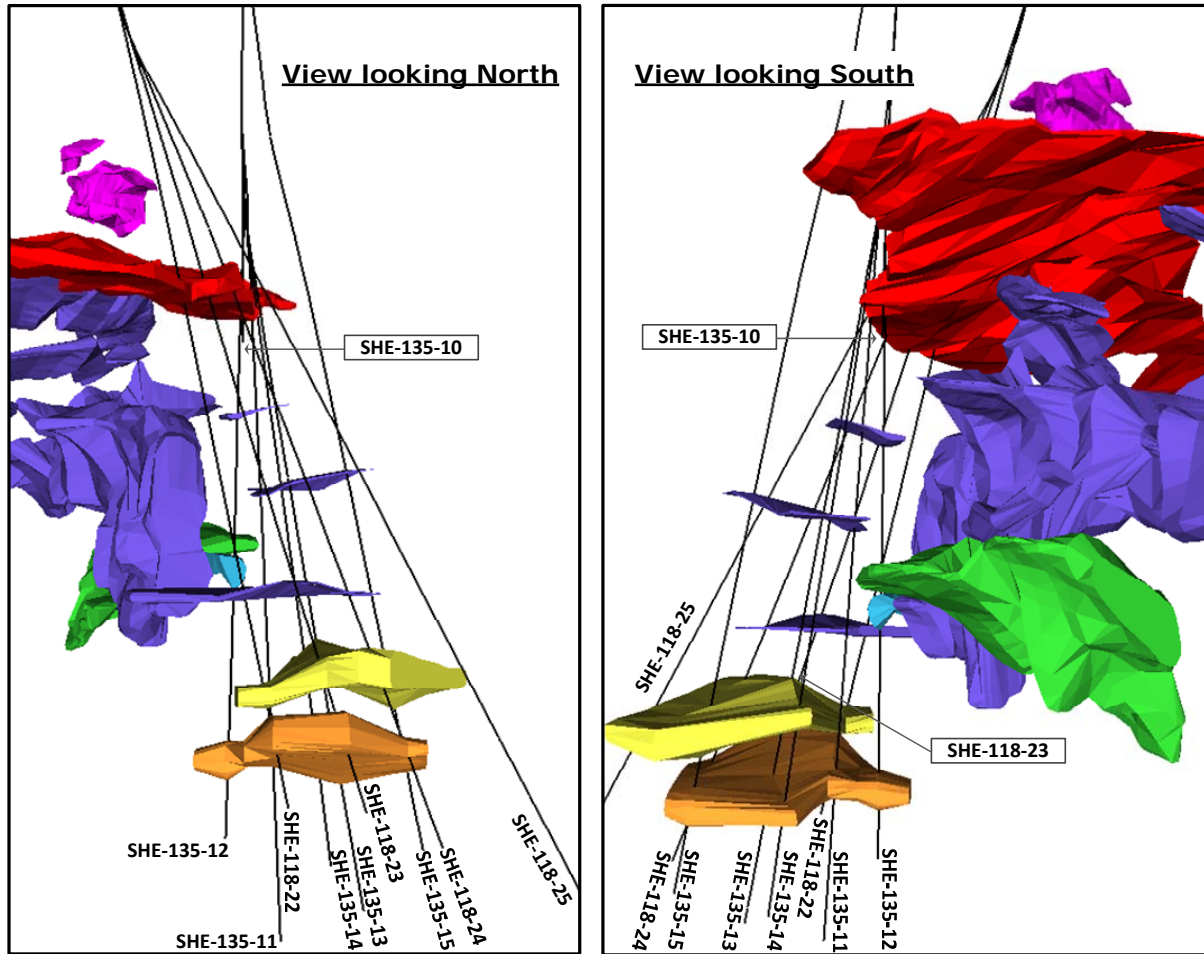 View looking North
SHE-135-10
SHE-135-12
SHE-118-22
SHE-135-11
SHE-135-14
SHE-135-13
SHE-118-23
SHE-135-15
SHE-118-24
SHE-118-25
View looking South
SHE-135-10
SHE-118-25
SHE-118-23
SHE-118-24
SHE-135-15
SHE-135-13
SHE-135-14
SHE-118-22
SHE-135-11
SHE-135-12